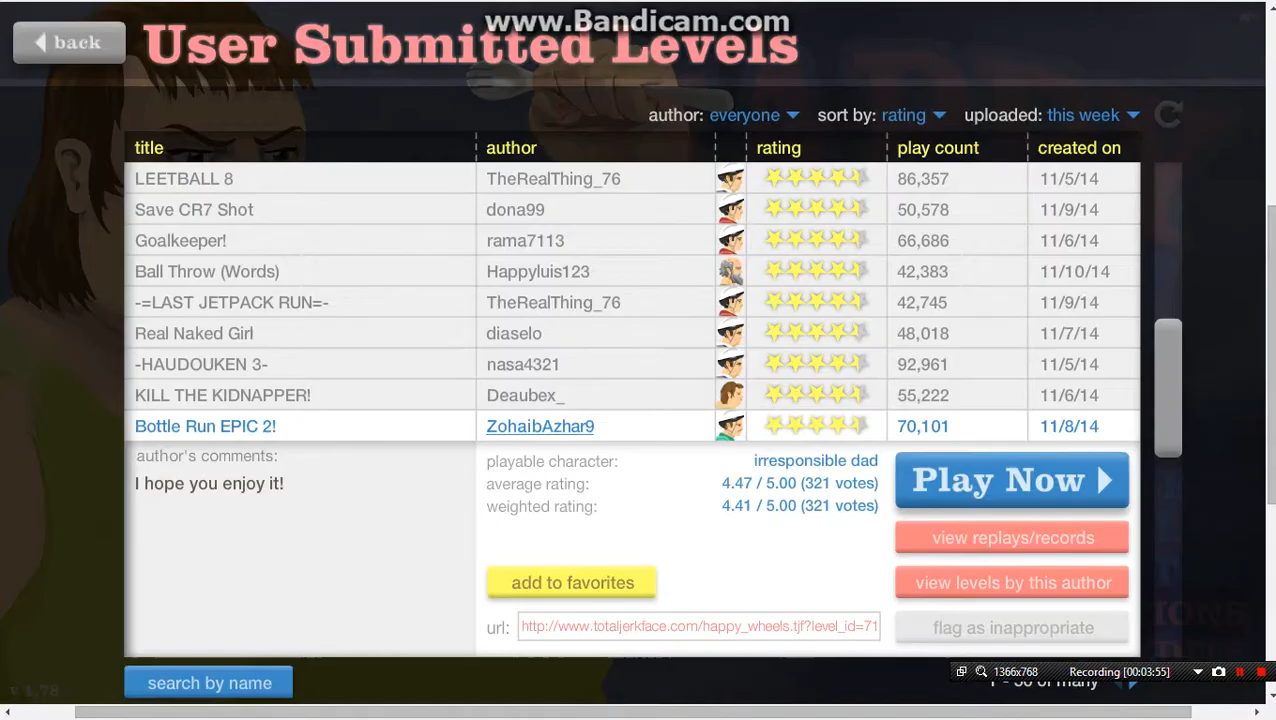 www.Bandicam.com
back
User Submitted Levels
author: everyone sort by: rating uploaded: this week
title author rating play count created on
LEETBALL 8 TheRealThing_76 86,357 11/5/14
Save CR7 Shot dona99 50,578 11/9/14
Goalkeeper! rama7113 66,686 11/6/14
Ball Throw (Words) Happyluis123 42,383 11/10/14
-=LAST JETPACK RUN=- TheRealThing_76 42,745 11/9/14
Real Naked Girl diaselo 48,018 11/7/14
-HAUDOUKEN 3- nasa4321 92,961 11/5/14
KILL THE KIDNAPPER! Deaubex_ 55,222 11/6/14
Bottle Run EPIC 2! ZohaibAzhar9 70,101 11/8/14
author's comments:
I hope you enjoy it!
playable character: irresponsible dad
average rating: 4.47 / 5.00 (321 votes)
weighted rating: 4.41 / 5.00 (321 votes)
Play Now
view replays/records
add to favorites
view levels by this author
url: http://www.totaljerkface.com/happy_wheels.tjf?level_id=71
flag as inappropriate
1366x768 Recording [00:03:55]
search by name
of many
v 1.78